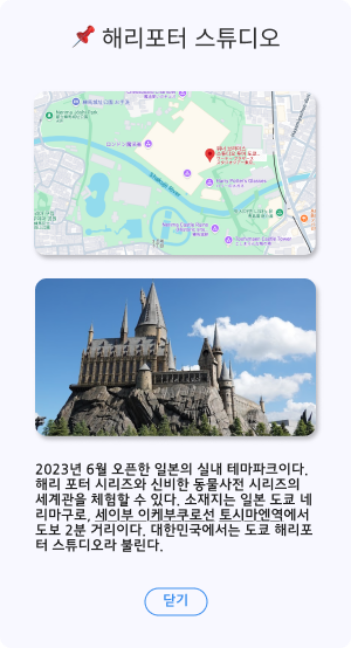 해리포터 스튜디오
Harry Potter's Glasses
2023년 6월 오픈한 일본의 실내 테마파크이다.
해리 포터 시리즈와 신비한 동물사전 시리즈의
세계관을 체험할 수 있다. 소재지는 일본 도쿄 네
리마구로, 세이부 이케부쿠로선 토시마엔역에서
도보 2분 거리이다. 대한민국에서는 도쿄 해리포
터 스튜디오라 불린다.
닫기